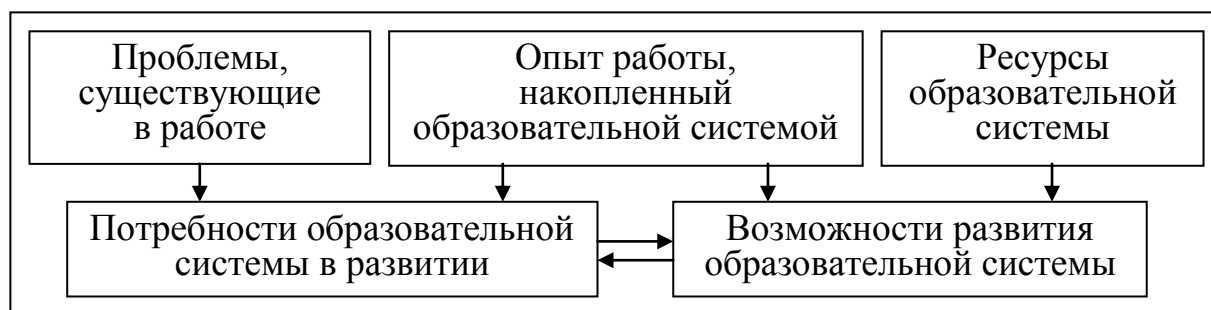 Проблемы,
существующие
в работе
Опыт работы,
накопленный
образовательной системой
Ресурсы
образовательной
системы
Потребности образовательной
системы в развитии
Возможности развития
образовательной системы